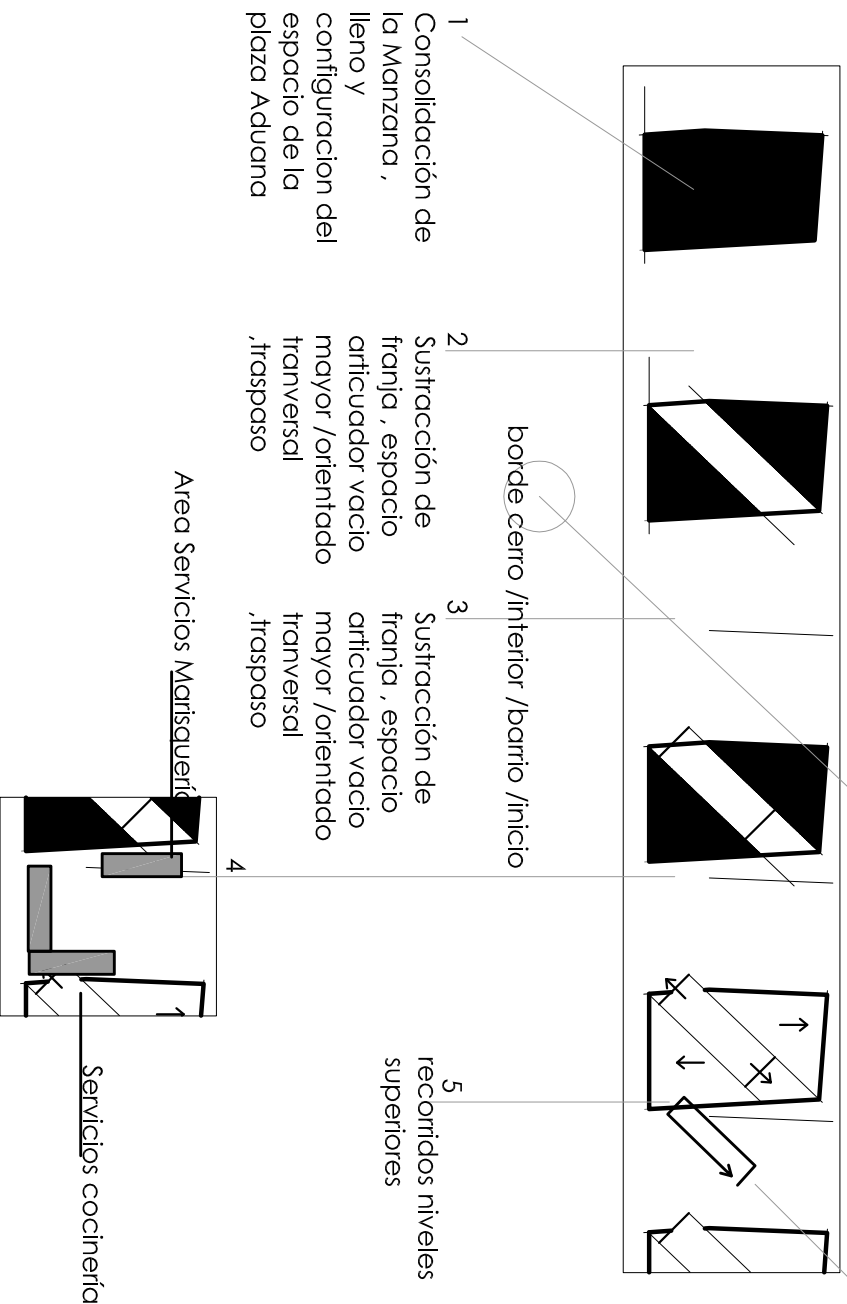 1
Consolidación de
la Manzana ,
lleno y
configuracion del
espacio de la
plaza Aduana
2
Sustracción de
franja , espacio
articuador vacio
mayor /orientado
tranversal
,traspaso
borde cerro /interior /barrio /inicio
3
Sustracción de
franja , espacio
articuador vacio
mayor /orientado
tranversal
,traspaso
4
Area Servicios Marisquería
5
recorridos niveles
superiores
Servicios cocinería